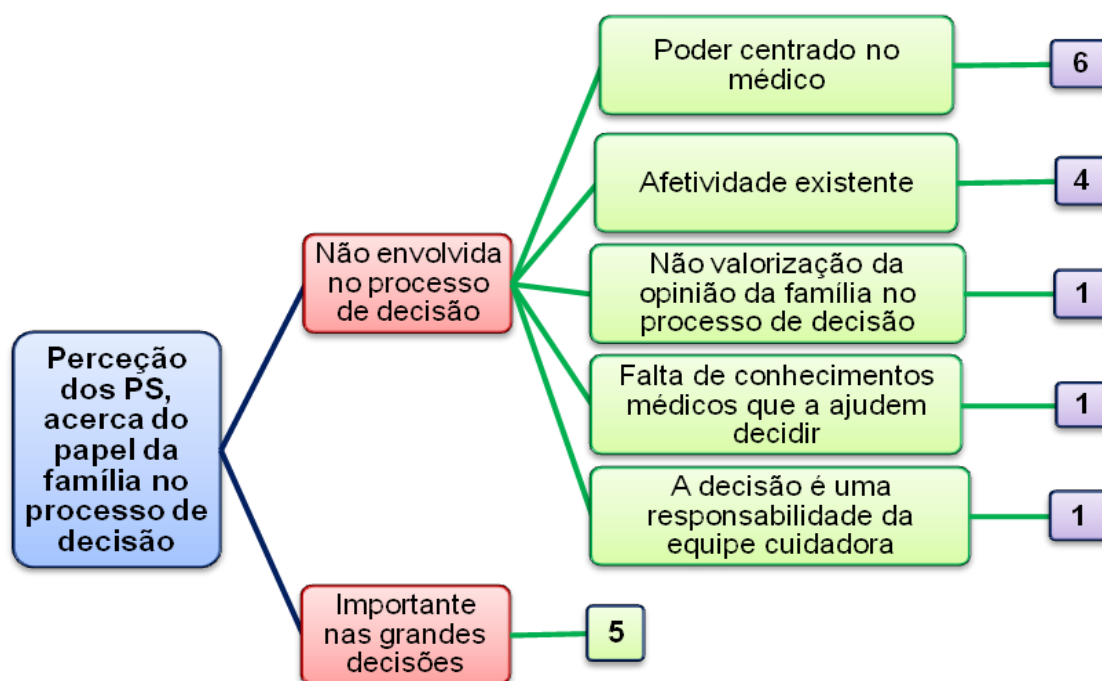 Perceção
dos PS,
acerca do
papel da
família no
processo de
decisão
Não envolvida
no processo
de decisão
Poder centrado no
médico
6
Afetividade existente
4
Não valorização da
opinião da família no
processo de decisão
1
Falta de conhecimentos
médicos que a ajudem
decidir
1
A decisão é uma
responsabilidade da
equipe cuidadora
1
Importante
nas grandes
decisões
5